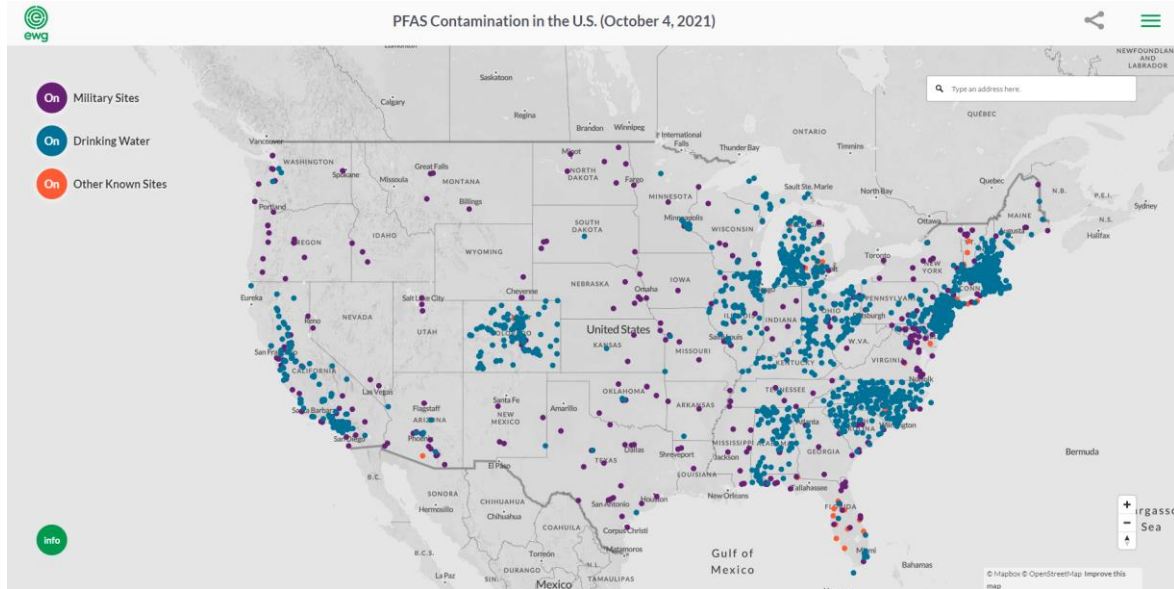 ewg
PFAS Contamination in the U.S. (October 4, 2021)
NEWFOUNDLAN
AND
LABRADOR
Saskatoon
On Military Sites
Type an address here.
Calgary
Regina
QUÉBEC
Brandon
Winnipeg
On Drinking Water
Vancouver
International
Falls
Thunder Bay
ONTARIO
Timmins
WASHINGTON
Spokane
Missoula
Great Falls
MONTANA
Minot
NORTH
DAKOTA
Fargo
On Other Known Sites
Sault Ste. Marie
North Bay
Quebec
N.B.
P.E.I.
Sydney
Portland
Billings
MINNESOTA
Minneapolis
Ottawa
MAINE
Augusta
N.S.
Halifax
OREGON
IDAHO
SOUTH
DAKOTA
WISCONSIN
Toronto
NEW
YORK
WYOMING
Eureka
IOWA
Salt Lake City
Cheyenne
NEBRASKA
Omaha
PENNSYLVANIA
Reno
NEVADA
UTAH
United States
KANSAS
INDIANA
OHIO
Pittsburgh
W.VA.
San Francisco
CALIFORNIA
MISSOURI
KENTUCKY
VIRGINIA
Norfolk
Las Vegas
Santa Barbara
Flagstaff
ARIZONA
Santa Fe
NEW
MEXICO
Amarillo
OKLAHOMA
ARKANSAS
TENNESSEE
Atlanta
Wilmington
San Diego
Phoenix
Dallas
TEXAS
Shreveport
MISSISSIPPI
Jackson
ALABAMA
GEORGIA
Bermuda
B.C.
El Paso
LOUISIANA
SONORA
Hermosillo
CHIHUAHUA
Chihuahua
San Antonio
Houston
New Orleans
Tallahassee
FLORIDA
COAHUILA
Corpus Christi
+
−
argasso
Sea
info
B.C.S.
Torreón
Matamoros
N.L.
Gulf of
Mexico
Miami
La Paz
SIN.
DURANGO
Mexico
TAMAULIPAS
Bahamas
© Mapbox © OpenStreetMap Improve this
map